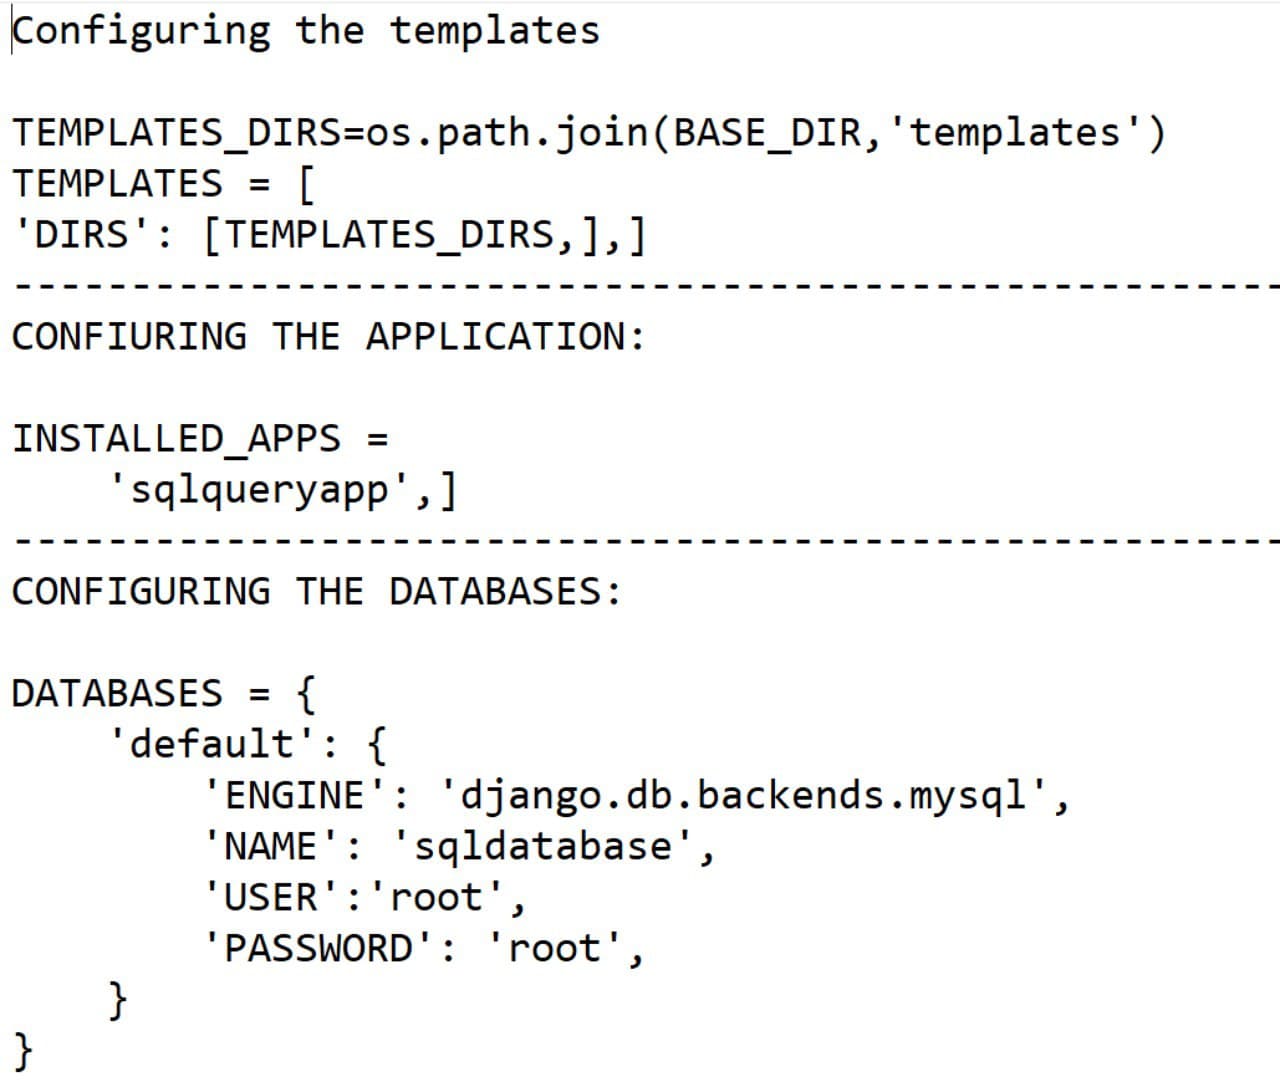 Configuring the templates
TEMPLATES_DIRS=os.path.join(BASE_DIR,'templates')
TEMPLATES = [
'DIRS': [TEMPLATES_DIRS,],]
-------------------------------------------------------
CONFIURING THE APPLICATION:
INSTALLED_APPS =
    'sqlqueryapp',]
-------------------------------------------------------
CONFIGURING THE DATABASES:
DATABASES = {
    'default': {
        'ENGINE': 'django.db.backends.mysql',
        'NAME': 'sqldatabase',
        'USER':'root',
        'PASSWORD': 'root',
    }
}